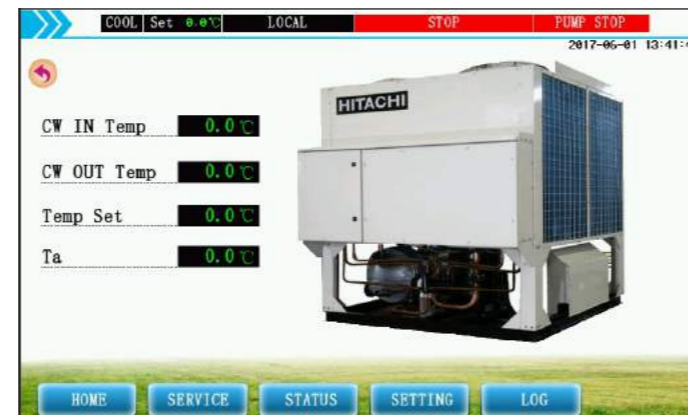 COOL Set 0.0℃ LOCAL STOP PUMP STOP
2017-06-01 13:41:4
HITACHI
CW IN Temp 0.0℃
CW OUT Temp 0.0℃
Temp Set 0.0℃
Ta 0.0℃
HOME SERVICE STATUS SETTING LOG